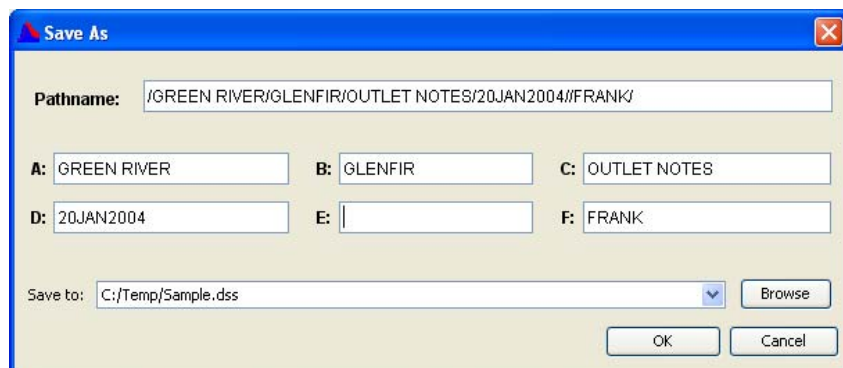 Save As
Pathname: /GREEN RIVER/GLENFIR/OUTLET NOTES/20JAN2004//FRANK/
A: GREEN RIVER B: GLENFIR C: OUTLET NOTES
D: 20JAN2004 E: F: FRANK
Save to: C:/Temp/Sample.dss Browse
OK Cancel